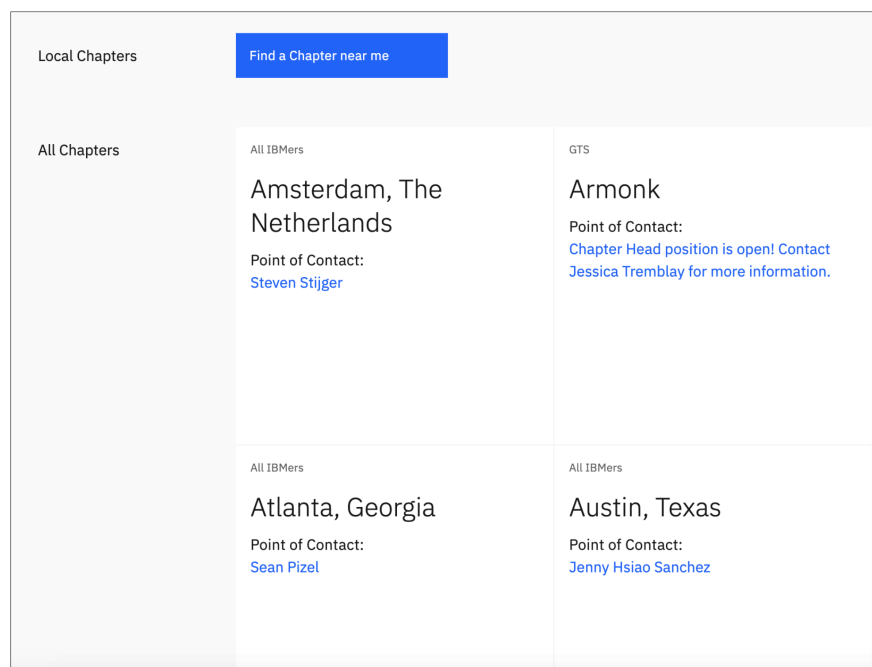 Local Chapters
Find a Chapter near me
All Chapters
All IBMers
Amsterdam, The
Netherlands
Point of Contact:
Steven Stijger
GTS
Armonk
Point of Contact:
Chapter Head position is open! Contact
Jessica Tremblay for more information.
All IBMers
Atlanta, Georgia
Point of Contact:
Sean Pizel
All IBMers
Austin, Texas
Point of Contact:
Jenny Hsiao Sanchez